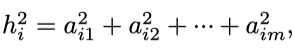 $h_i^2 = a_{i1}^2 + a_{i2}^2 + \cdots + a_{im}^2,$